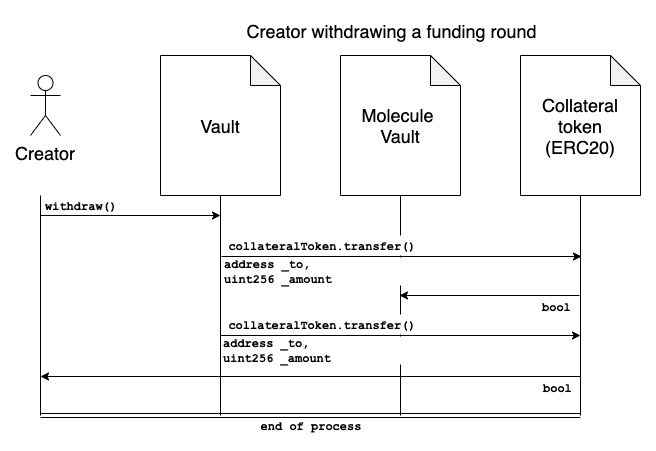 Creator withdrawing a funding round
Creator
Vault
Molecule
Vault
Collateral
token
(ERC20)
withdraw()
collateralToken.transfer()
address _to,
uint256 _amount
bool
collateralToken.transfer()
address _to,
uint256 _amount
bool
end of process